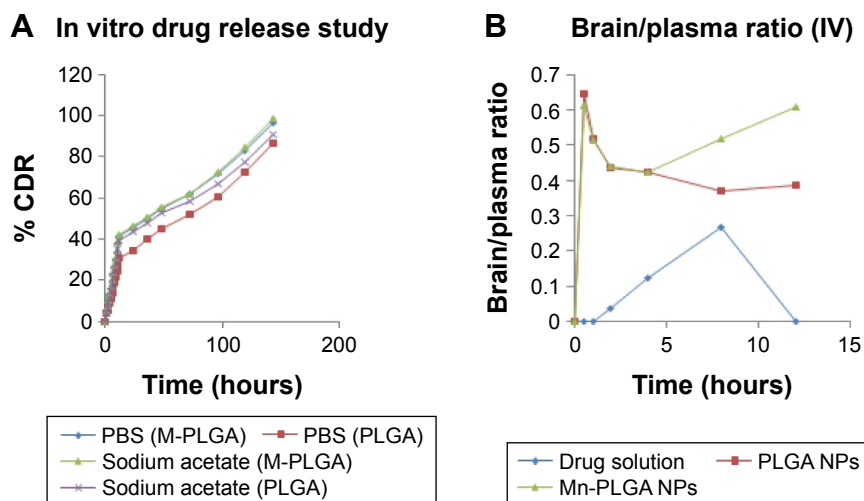 A In vitro drug release study
% CDR
120
100
80
60
40
20
0
0 100 200
Time (hours)
PBS (M-PLGA) PBS (PLGA)
Sodium acetate (M-PLGA)
Sodium acetate (PLGA)
B Brain/plasma ratio (IV)
Brain/plasma ratio
0.7
0.6
0.5
0.4
0.3
0.2
0.1
0
0 5 10 15
Time (hours)
Drug solution PLGA NPs
Mn-PLGA NPs